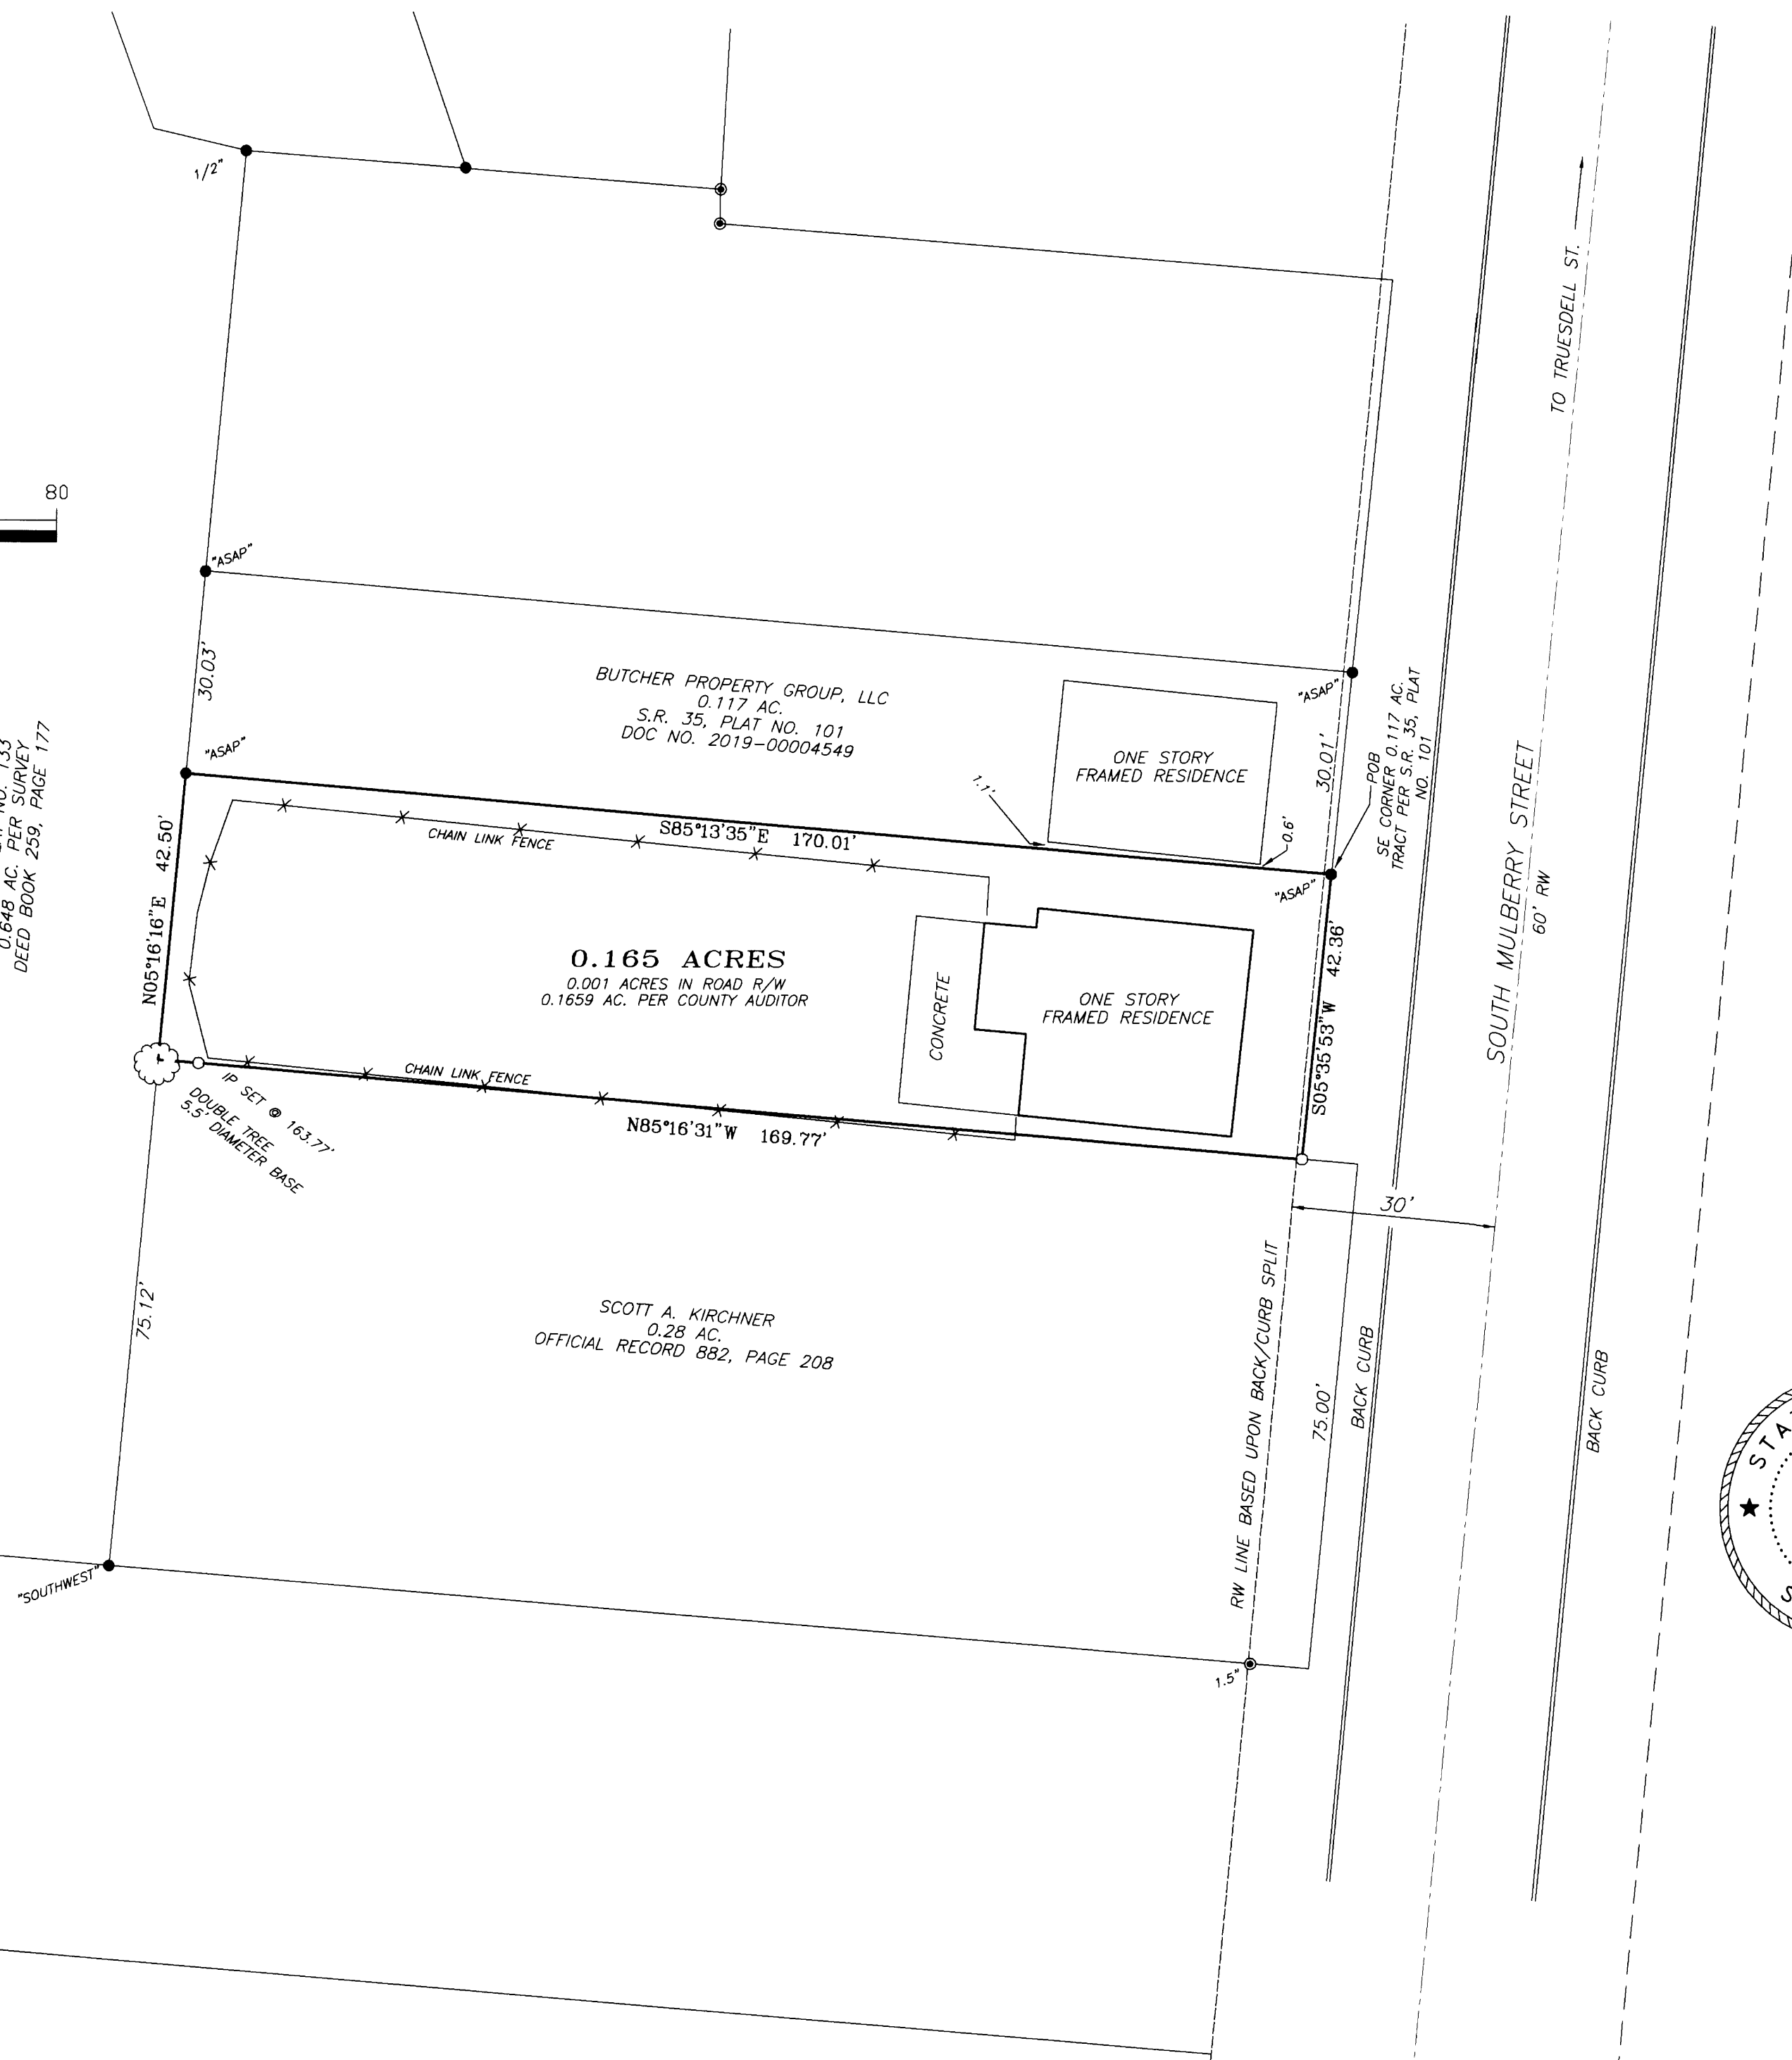 1/2"
TO TRUESDELL ST.
80
"ASAP"
30.03'
BUTCHER PROPERTY GROUP, LLC
0.117 AC.
S.R. 35, PLAT NO. 101
DOC NO. 2019-00004549
ONE STORY
FRAMED RESIDENCE
"ASAP"
30.01'
POB
SE CORNER 0.117 AC.
TRACT PER S.R. 35, PLAT
NO. 101
NO. 133
0.648 AC. PER SURVEY
DEED BOOK 259, PAGE 177
"ASAP"
1.1'
0.6'
CHAIN LINK FENCE
S85°13'35"E 170.01'
"ASAP"
SOUTH MULBERRY STREET
60' RW
N05°16'16"E 42.50'
0.165 ACRES
0.001 ACRES IN ROAD R/W
0.1659 AC. PER COUNTY AUDITOR
CONCRETE
ONE STORY
FRAMED RESIDENCE
S05°35'53"W 42.36'
CHAIN LINK FENCE
IP SET @ 163.77'
DOUBLE TREE
5.5' DIAMETER BASE
N85°16'31"W 169.77'
30'
75.12'
SCOTT A. KIRCHNER
0.28 AC.
OFFICIAL RECORD 882, PAGE 208
RW LINE BASED UPON BACK/CURB SPLIT
75.00'
BACK CURB
BACK CURB
STA
S
"SOUTHWEST"
1.5"